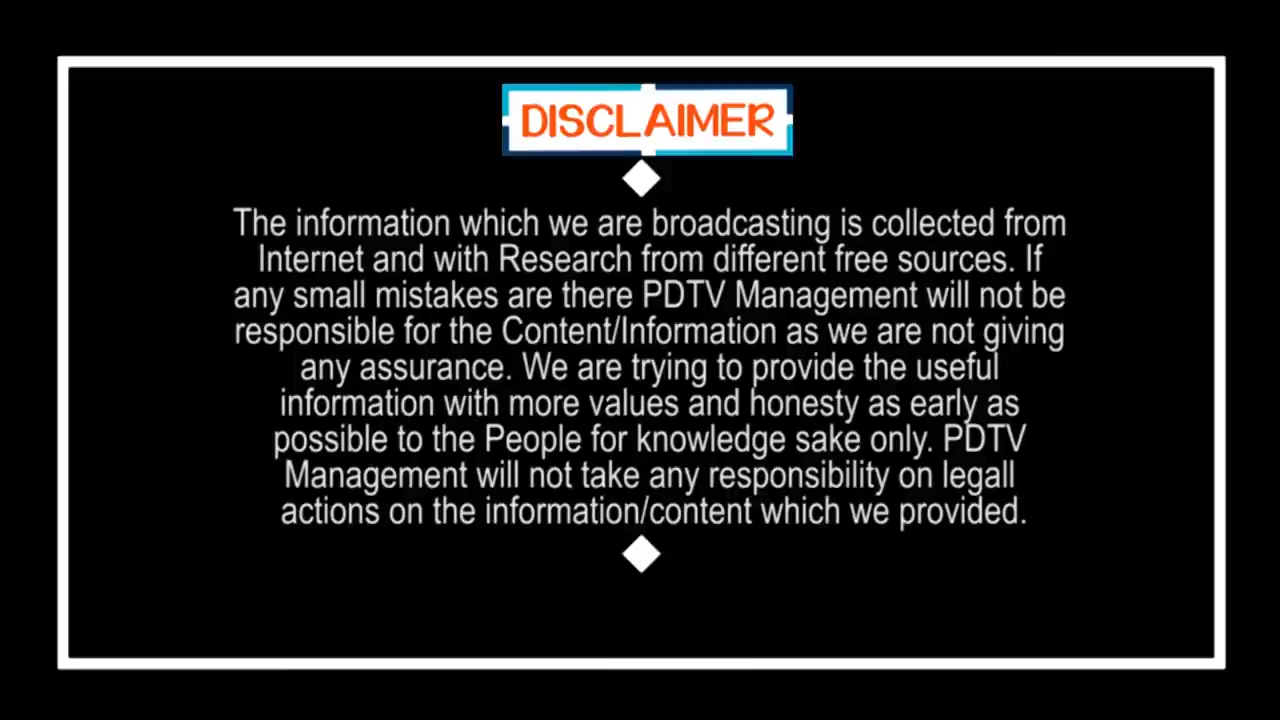 DISCLAIMER
The information which we are broadcasting is collected from
Internet and with Research from different free sources. If
any small mistakes are there PDTV Management will not be
responsible for the Content/Information as we are not giving
any assurance. We are trying to provide the useful
information with more values and honesty as early as
possible to the People for knowledge sake only. PDTV
Management will not take any responsibility on legall
actions on the information/content which we provided.